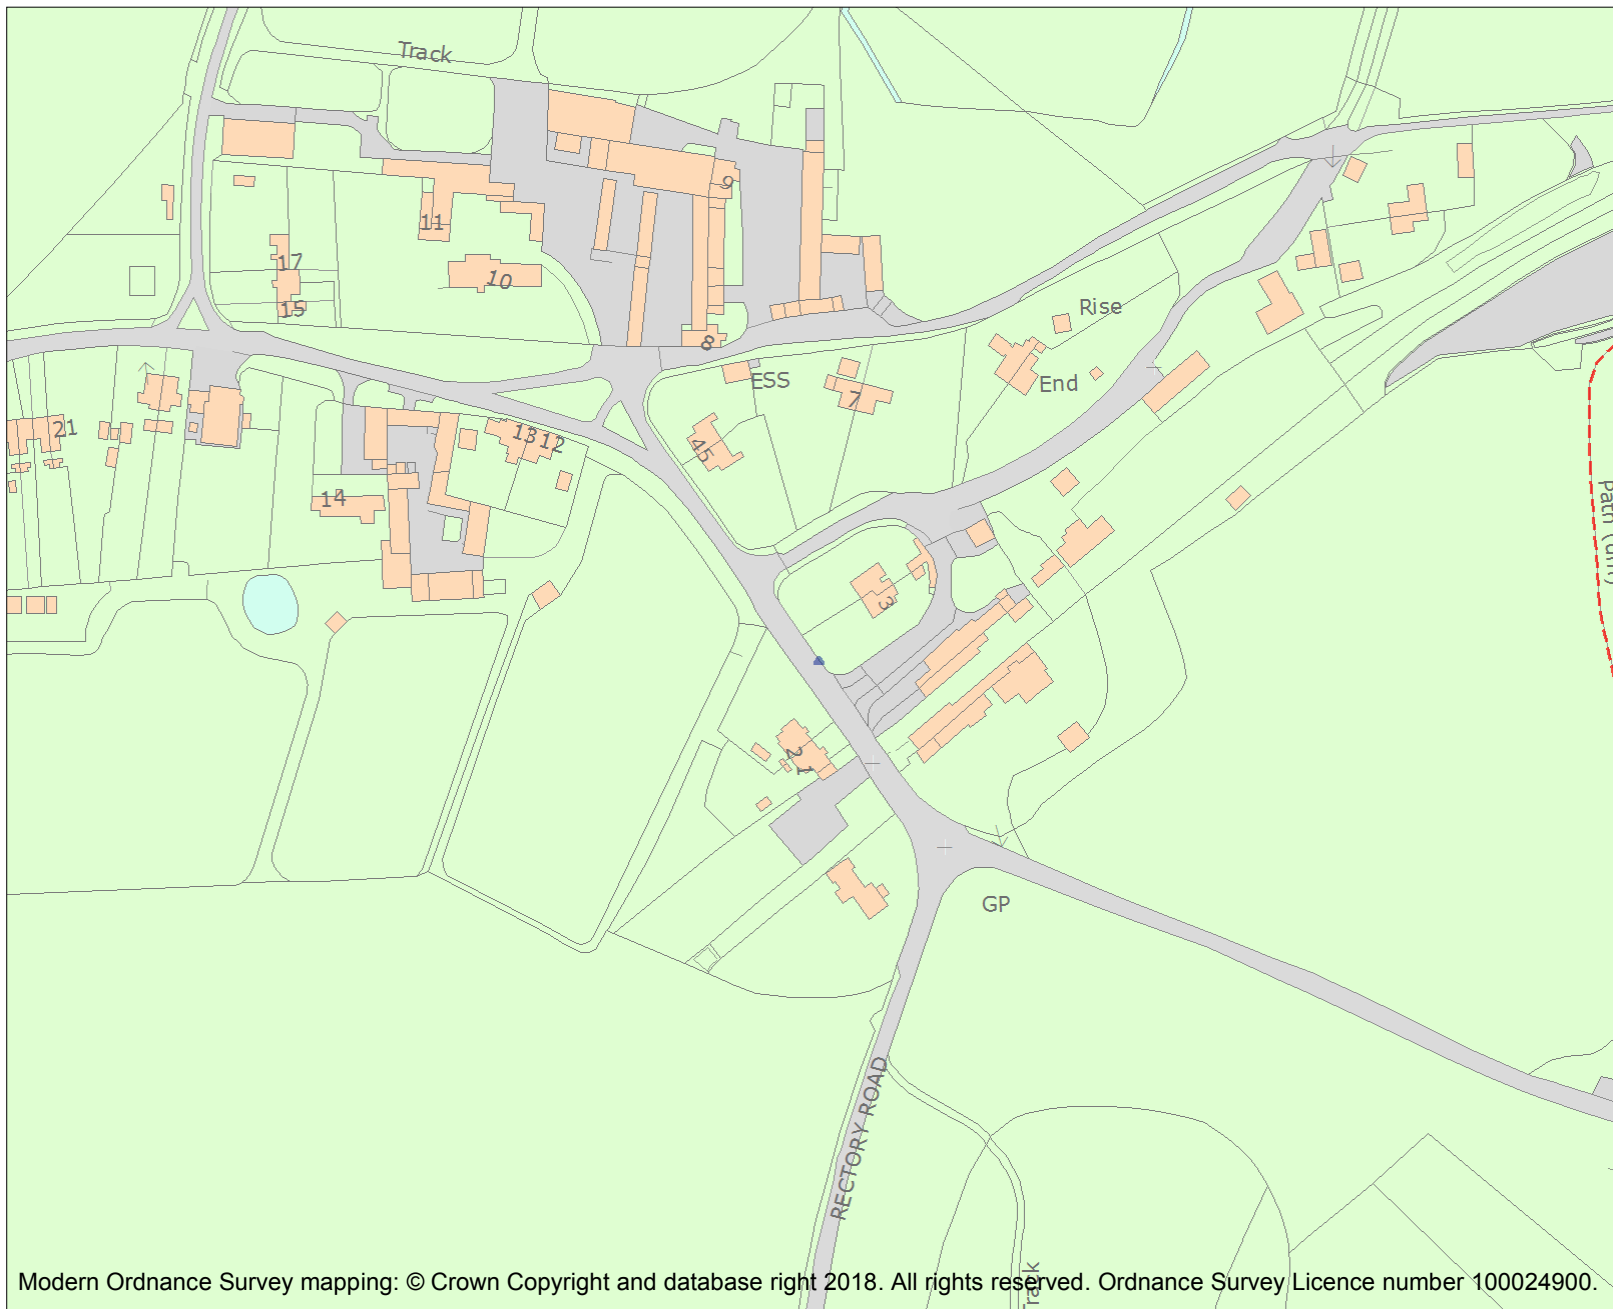 Track
9
11
17
10
15
Rise
8
ESS
End
7
21
13
12
45
14
Path (um)
3
2
1
GP
RECTORY ROAD
Track
Modern Ordnance Survey mapping: © Crown Copyright and database right 2018. All rights reserved. Ordnance Survey Licence number 100024900.